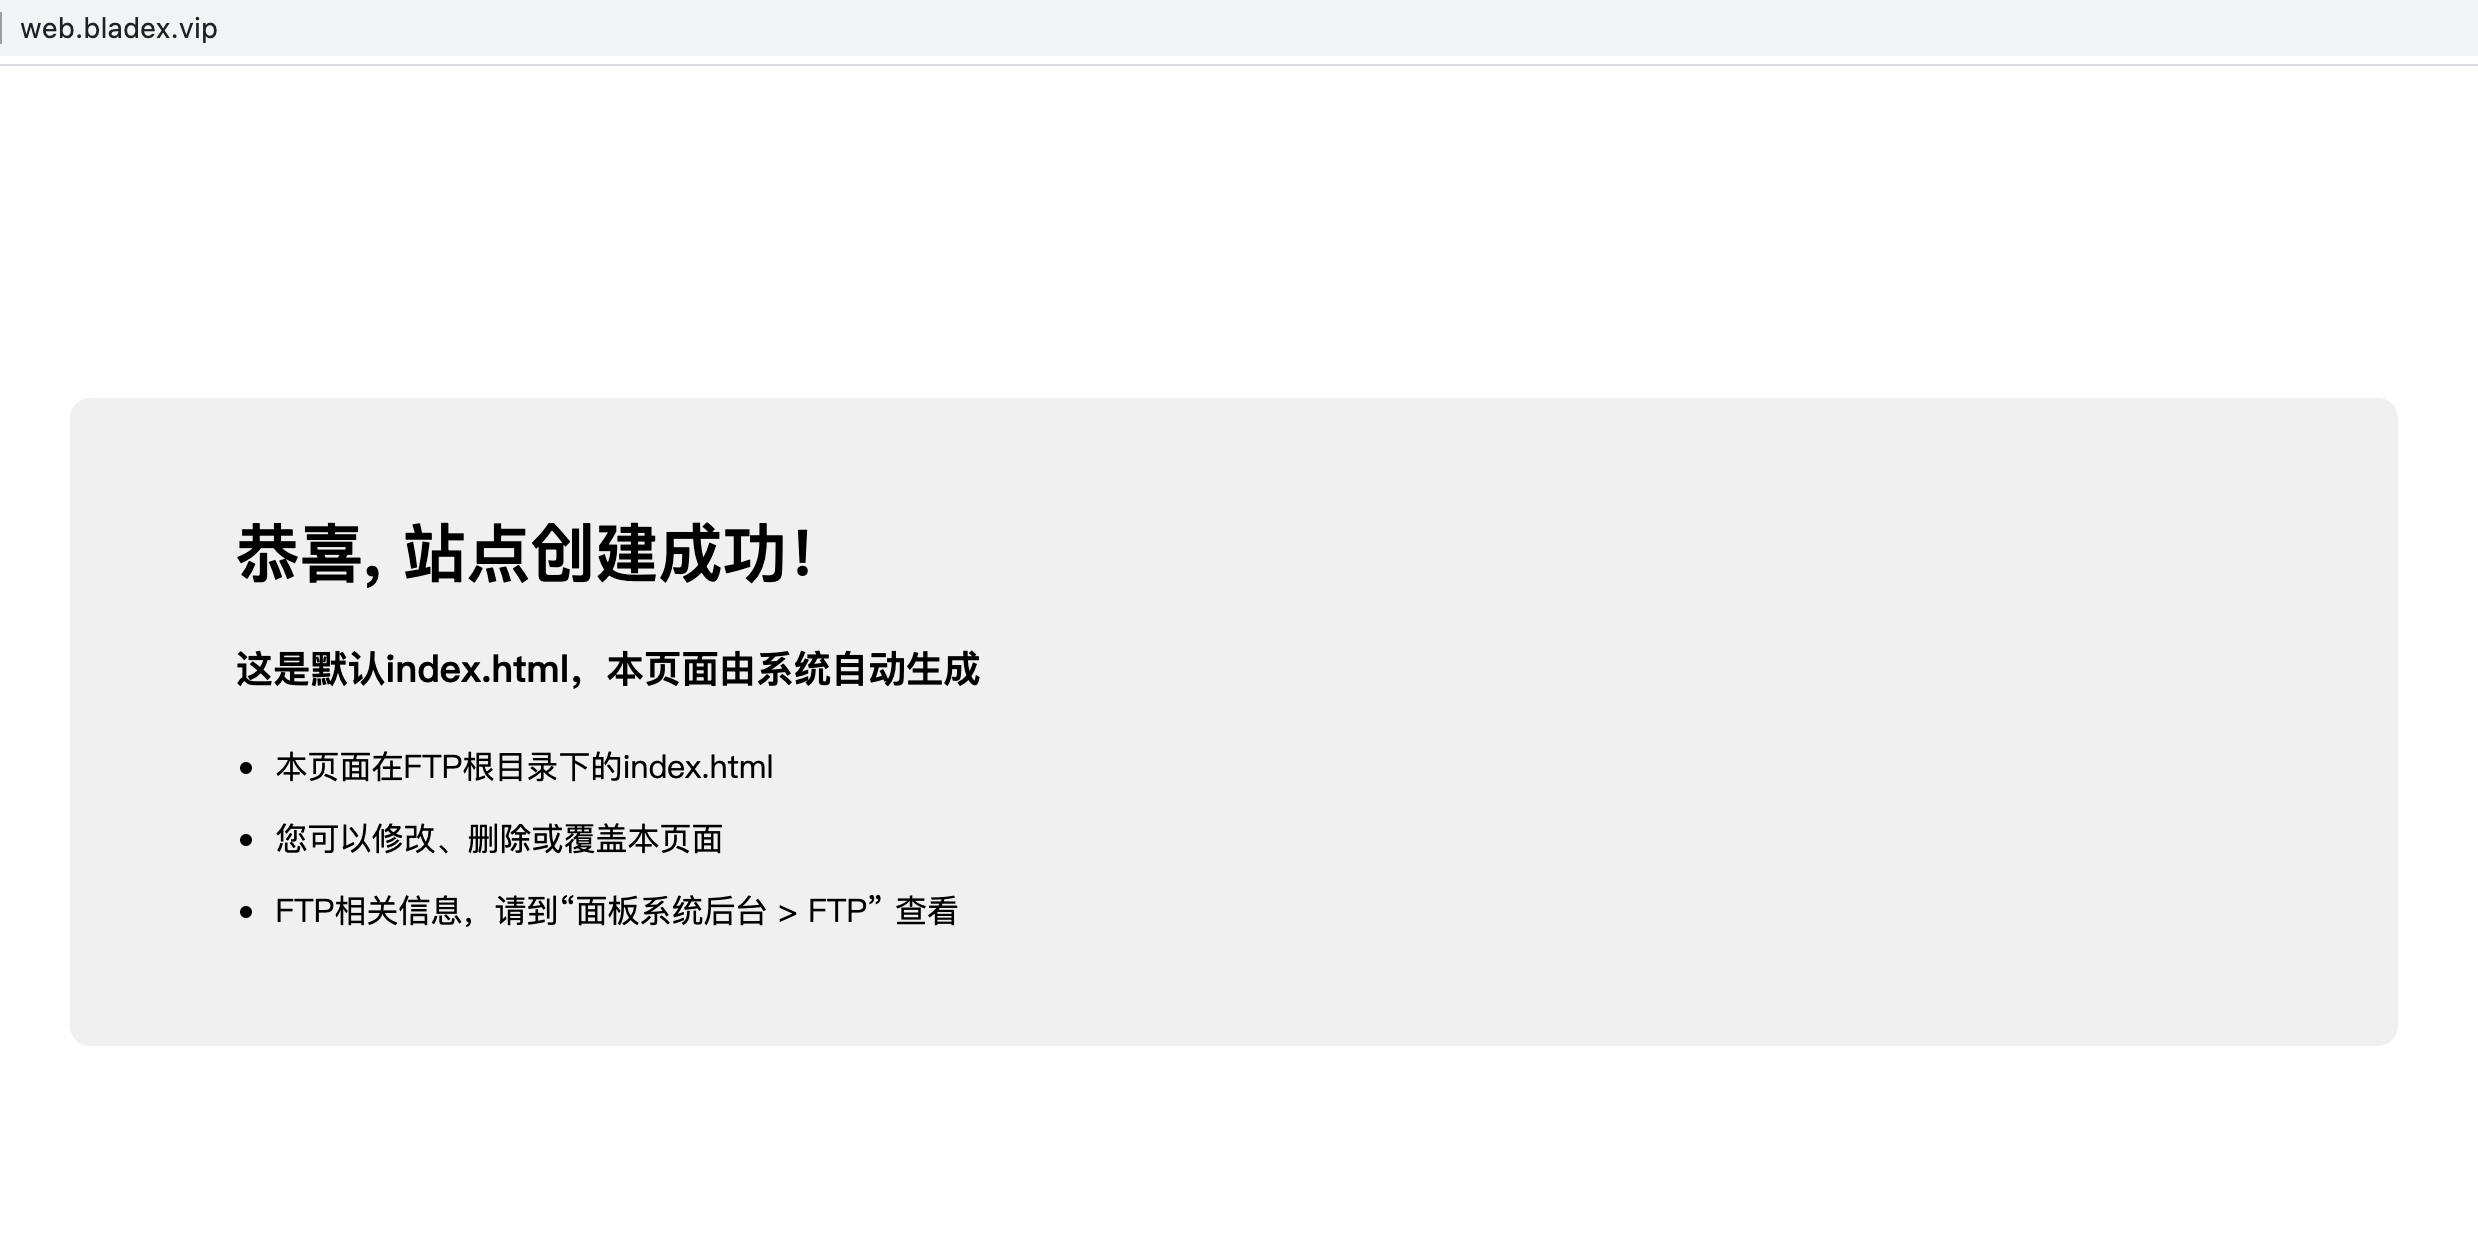 web.bladex.vip
恭喜, 站点创建成功！
这是默认index.html，本页面由系统自动生成
本页面在FTP根目录下的index.html
您可以修改、删除或覆盖本页面
FTP相关信息，请到“面板系统后台 > FTP” 查看